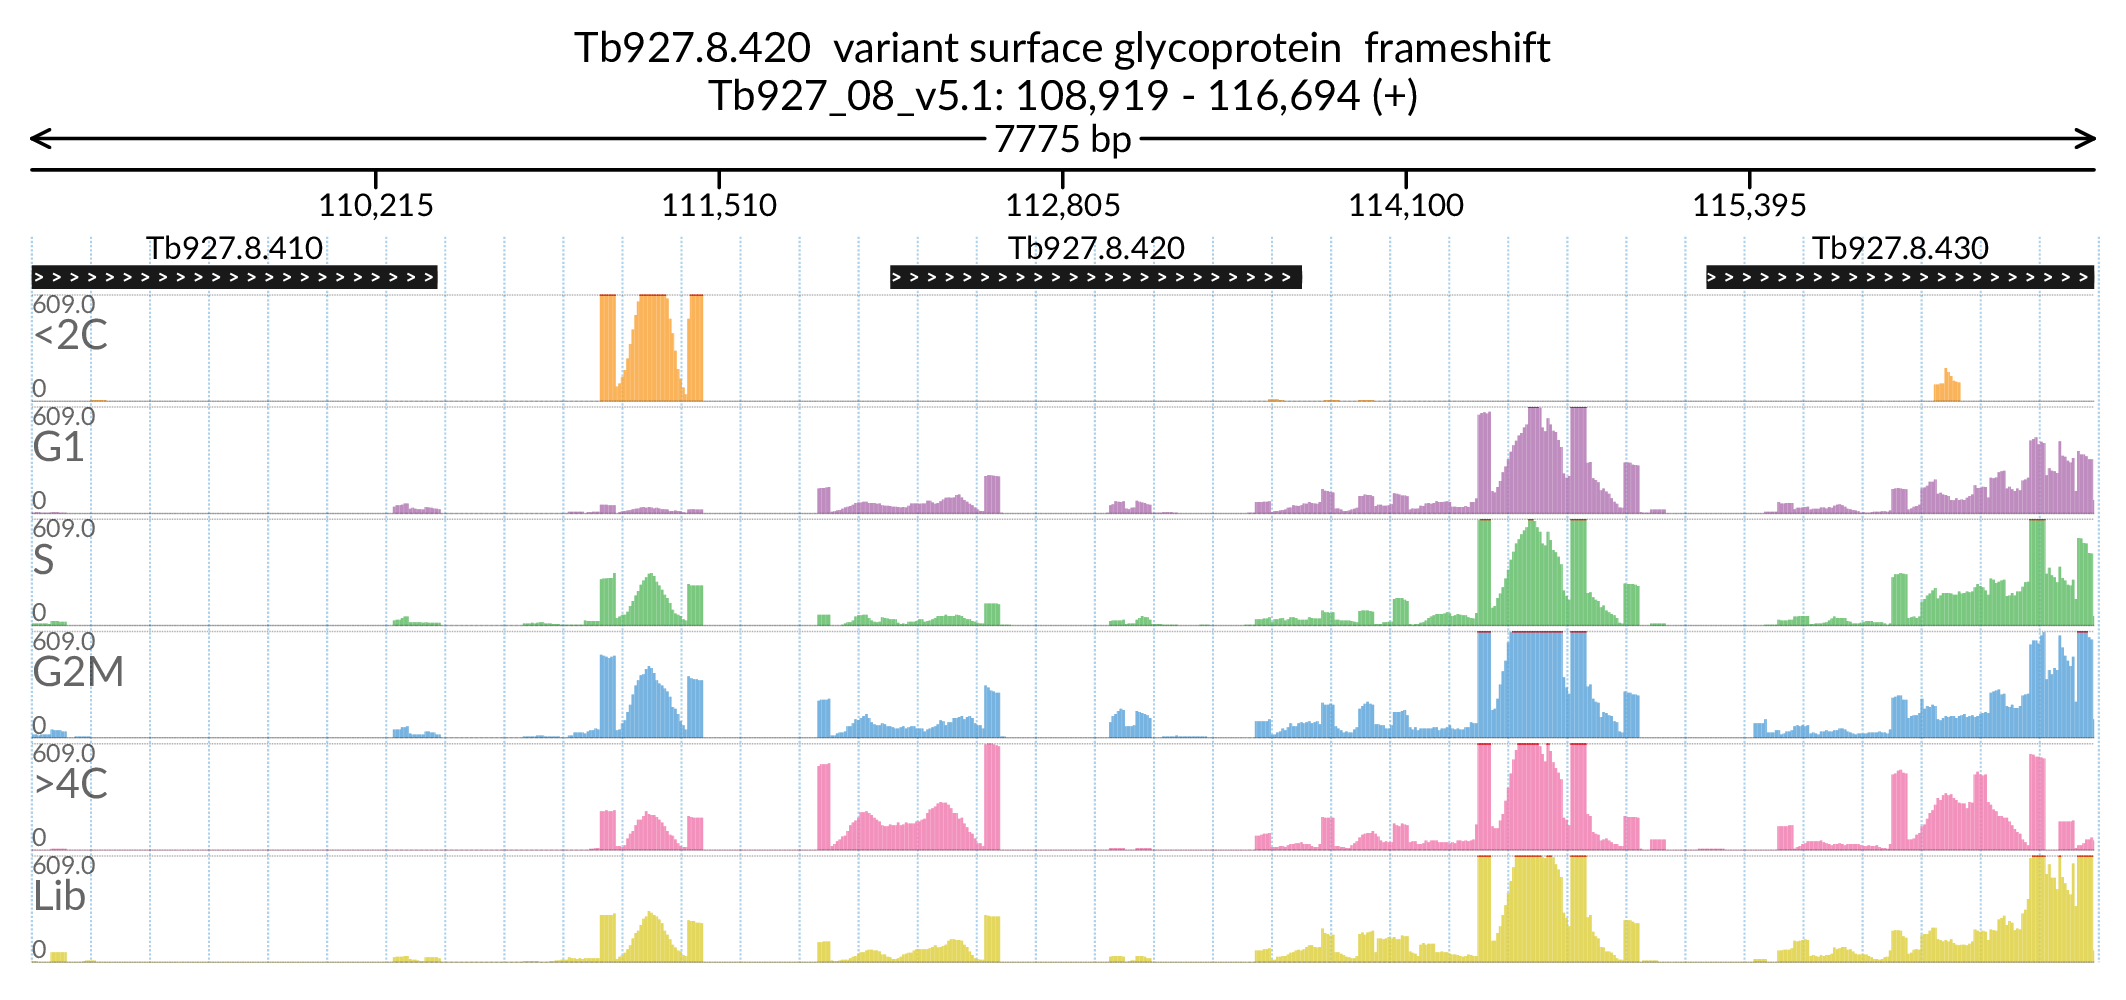 Tb927.8.420 variant surface glycoprotein frameshift
Tb927_08_v5.1: 108,919 - 116,694 (+)
7775 bp
110,215 111,510 112,805 114,100 115,395
Tb927.8.410 Tb927.8.420 Tb927.8.430
609.0
<2C
0
609.0
G1
0
609.0
S
0
609.0
G2M
0
609.0
>4C
0
609.0
Lib
0